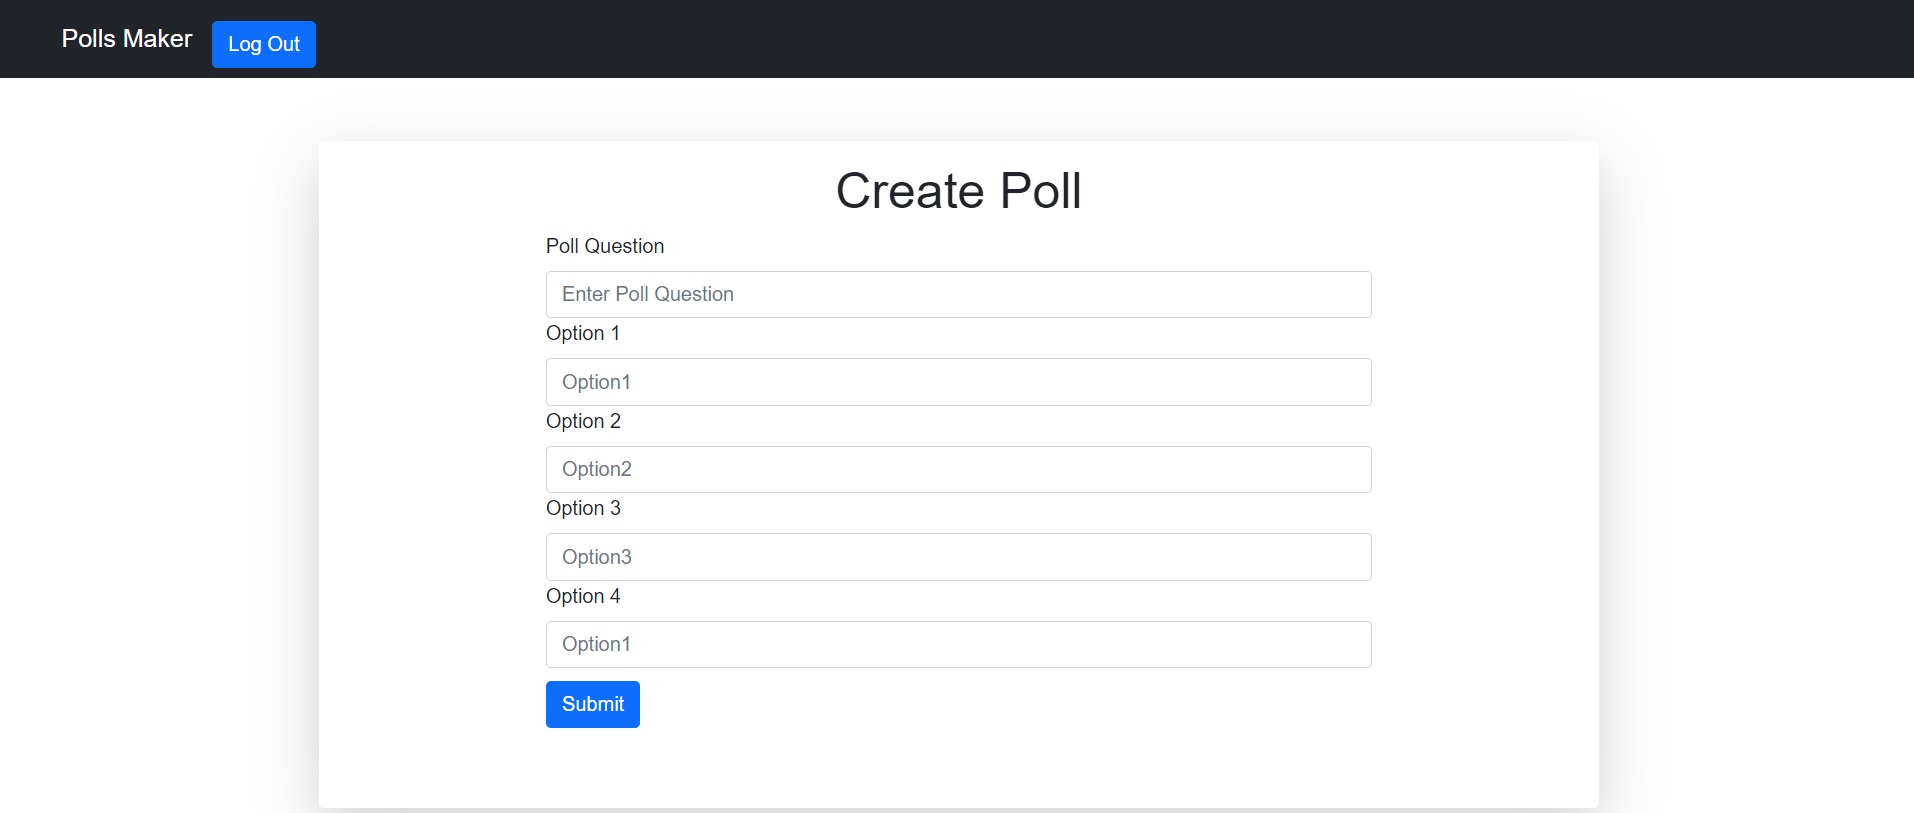 Polls Maker Log Out
Create Poll
Poll Question
Enter Poll Question
Option 1
Option1
Option 2
Option2
Option 3
Option3
Option 4
Option1
Submit